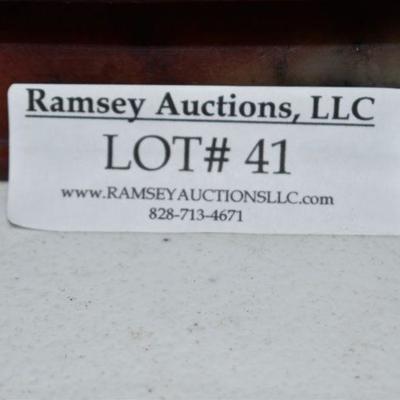 Ramsey Auctions, LLC
LOT# 41
www.RAMSEYAUCTIONSLLC.com
828-713-4671